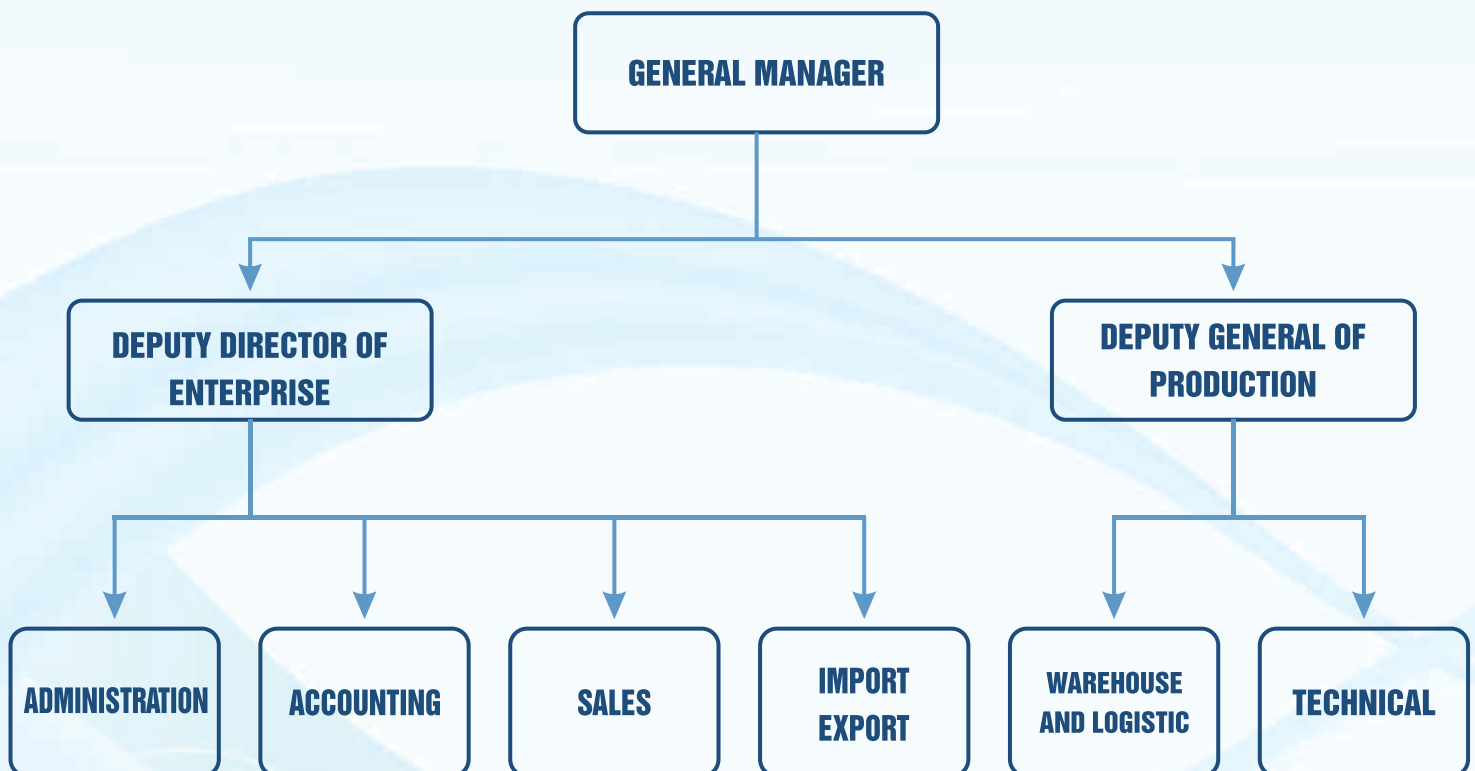 GENERAL MANAGER
DEPUTY DIRECTOR OF
ENTERPRISE
DEPUTY GENERAL OF
PRODUCTION
ADMINISTRATION
ACCOUNTING
SALES
IMPORT
EXPORT
WAREHOUSE
AND LOGISTIC
TECHNICAL